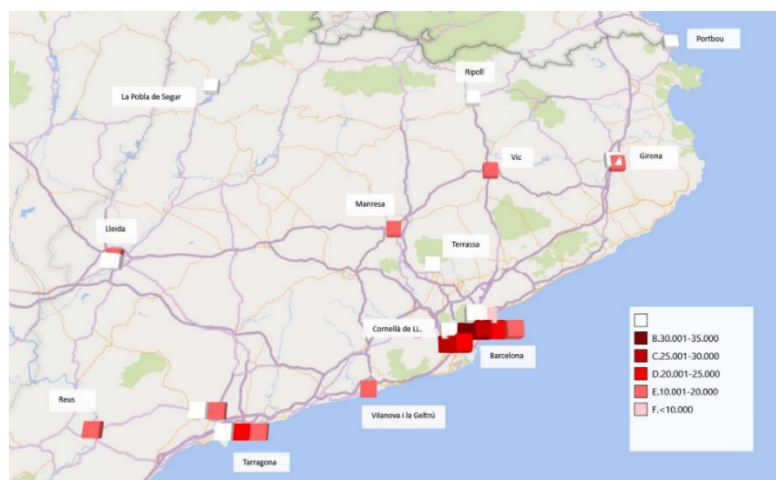 Portbou
Ripoll
La Pobla de Segur
Vic
Girona
Manresa
Lleida
Terrassa
Cornellà de LL.
Barcelona
B.30.001-35.000
C.25.001-30.000
D.20.001-25.000
E.10.001-20.000
F.<10.000
Reus
Vilanova i la Geltrú
Tarragona